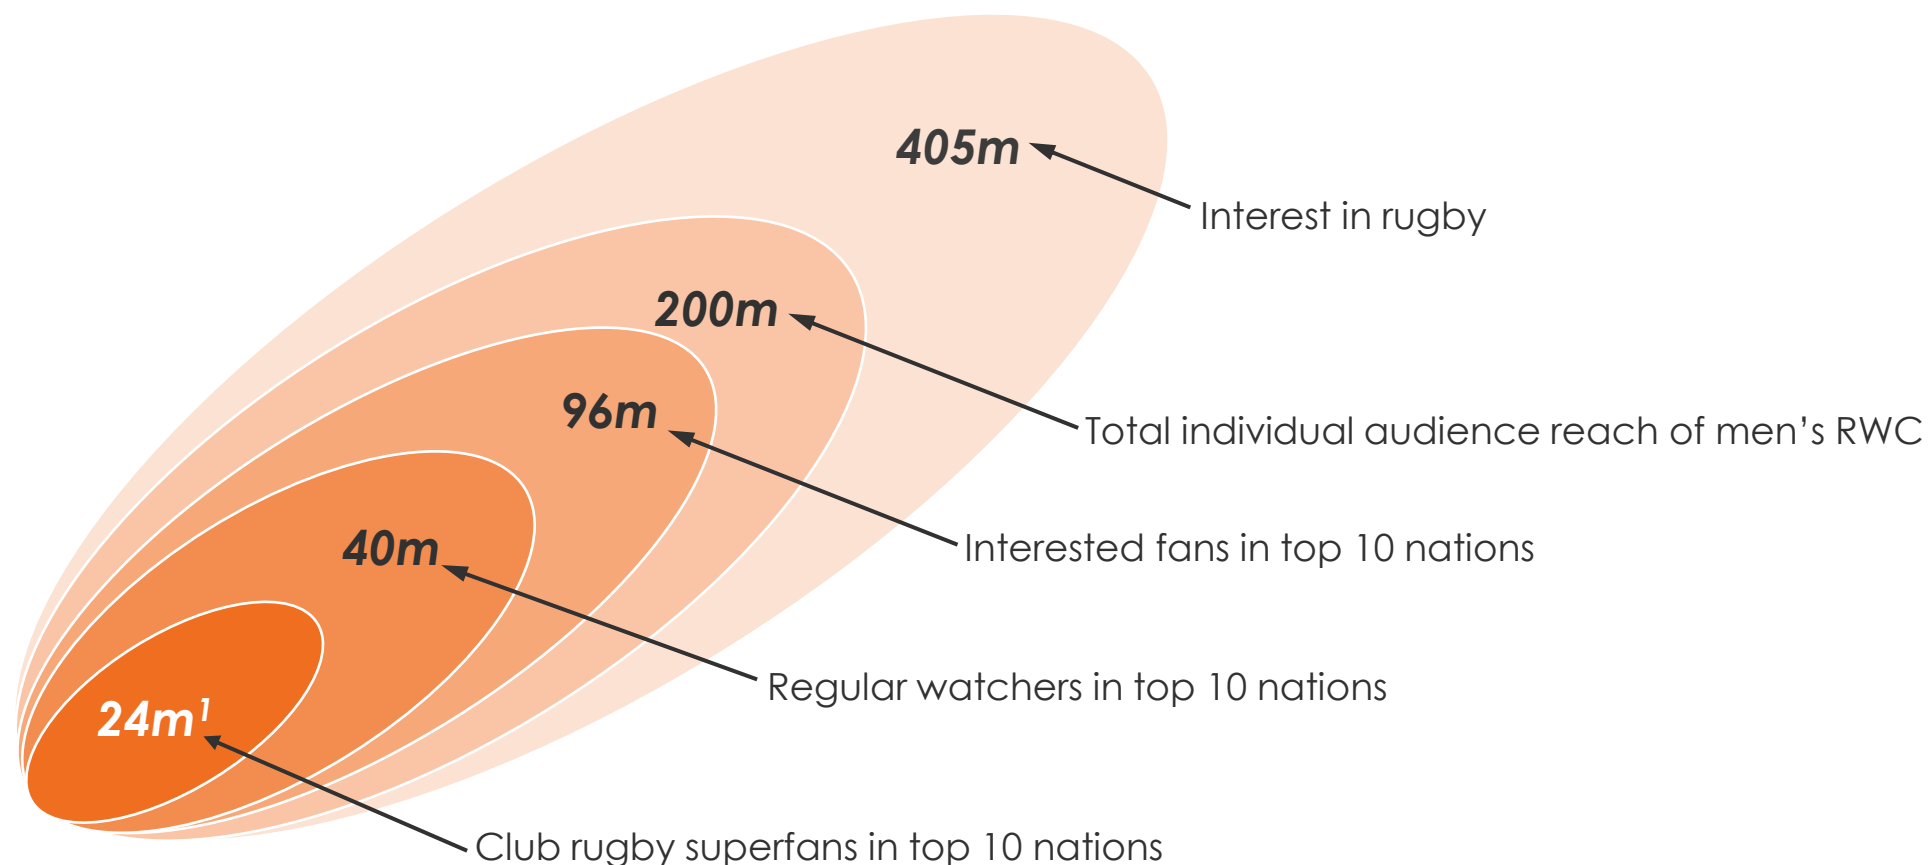 405m
Interest in rugby
200m
Total individual audience reach of men’s RWC
96m
Interested fans in top 10 nations
40m
Regular watchers in top 10 nations
24m¹
Club rugby superfans in top 10 nations